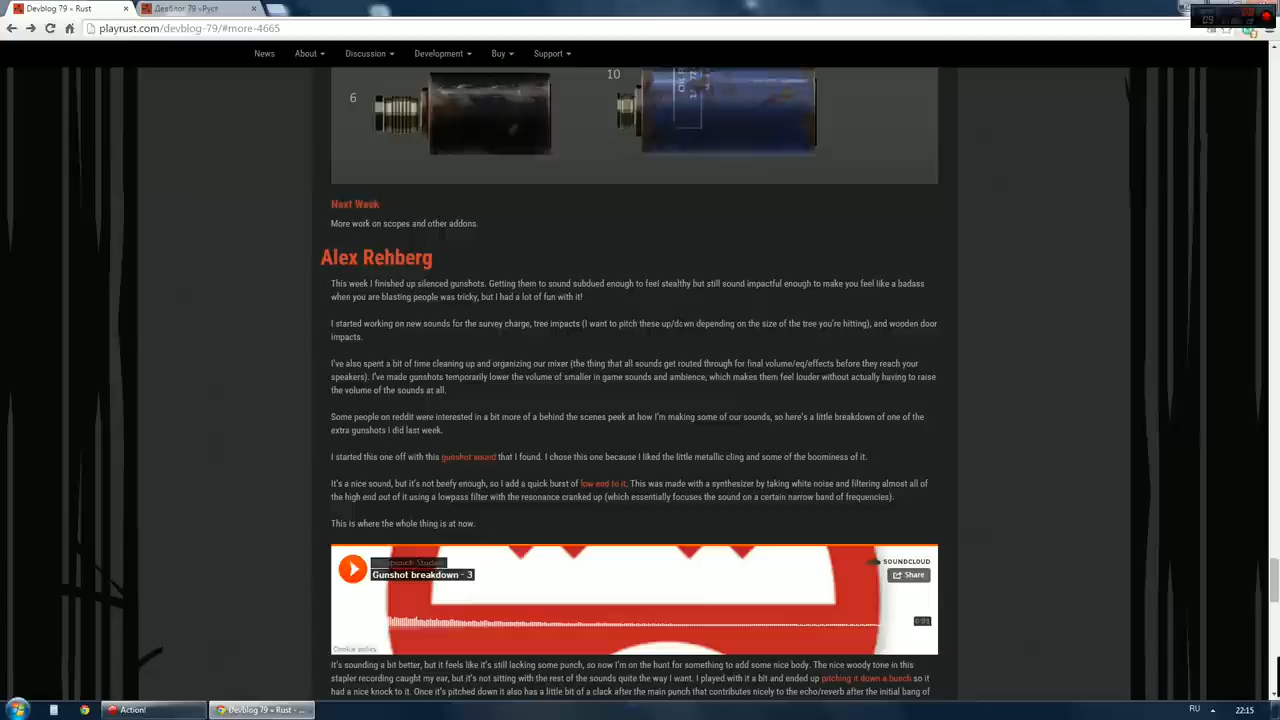 Devblog 79 « Rust
Девблог 79 «Руст
playrust.com/devblog-79/#more-4665
News About Discussion Development Buy Support
6
10
Next Week
More work on scopes and other addons.
Alex Rehberg
This week I finished up silenced gunshots. Getting them to sound subdued enough to feel stealthy but still sound impactful enough to make you feel like a badass
when you are blasting people was tricky, but I had a lot of fun with it!
I started working on new sounds for the survey charge, tree impacts (I want to pitch these up/down depending on the size of the tree you're hitting), and wooden door
impacts.
I've also spent a bit of time cleaning up and organizing our mixer (the thing that all sounds get routed through for final volume/eq/effects before they reach your
speakers). I've made gunshots temporarily lower the volume of smaller in game sounds and ambience, which makes them feel louder without actually having to raise
the volume of the sounds at all.
Some people on reddit were interested in a bit more of a behind the scenes peek at how I'm making some of our sounds, so here's a little breakdown of one of the
extra gunshots I did last week.
I started this one off with this gunshot sound that I found. I chose this one because I liked the little metallic cling and some of the boominess of it.
It's a nice sound, but it's not beefy enough, so I add a quick burst of low end to it. This was made with a synthesizer by taking white noise and filtering almost all of
the high end out of it using a lowpass filter with the resonance cranked up (which essentially focuses the sound on a certain narrow band of frequencies).
This is where the whole thing is at now.
SOUNDCLOUD
Gunshot breakdown - 3
Share
Cookie policy
It's sounding a bit better, but it feels like it's still lacking some punch, so now I'm on the hunt for something to add some nice body. The nice woody tone in this
stapler recording caught my ear, but it's not sitting with the rest of the sounds quite the way I want. I played with it a bit and ended up pitching it down a bunch so it
had a nice knock to it. Once it's pitched down it also has a little bit of a clack after the main punch that contributes nicely to the echo/reverb after the initial bang of
Action!
Devblog 79 « Rust - ...
RU
22:15